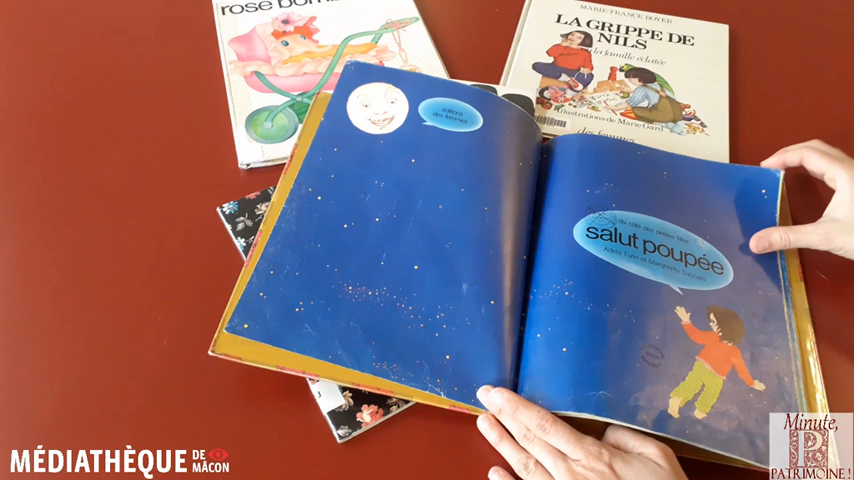 rose bom
MARIE-FRANCE BOYER
LA GRIPPE DE
NILS
la famille éclatée
Illustrations de Marie Gard
des femmes
éditions
des femmes
du côté des petites filles
salut poupée
Adela Turin et Margherita Saccaro
MÉDIATHÈQUE DE MÂCON
Minute,
PATRIMOINE !